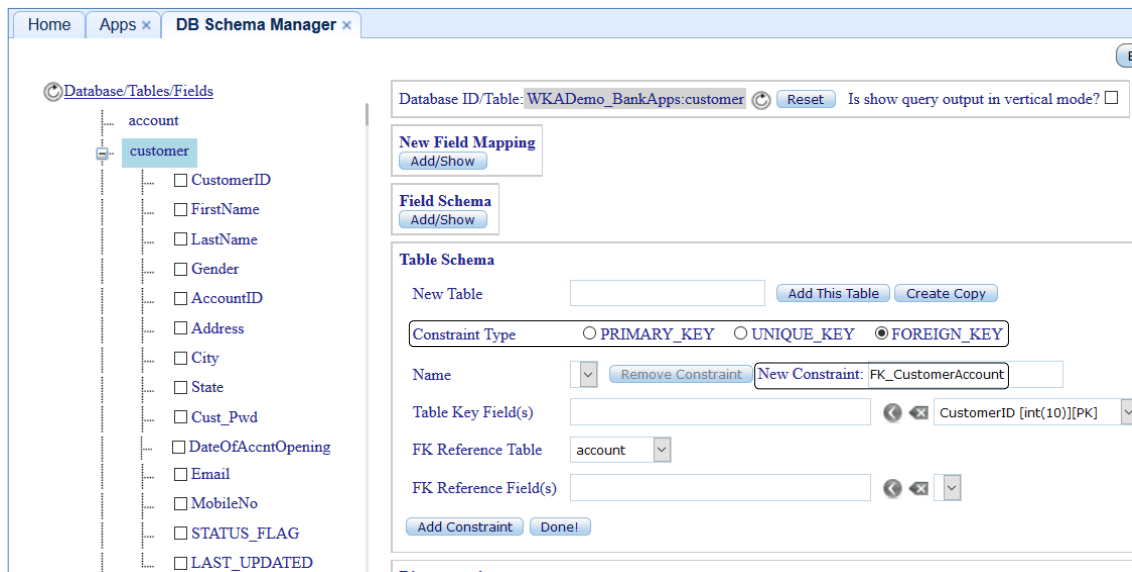 Home Apps × DB Schema Manager ×
Database/Tables/Fields
account
customer
CustomerID
FirstName
LastName
Gender
AccountID
Address
City
State
Cust_Pwd
DateOfAccntOpening
Email
MobileNo
STATUS_FLAG
LAST_UPDATED
Database ID/Table: WKADemo_BankApps:customer Reset Is show query output in vertical mode?
New Field Mapping
Add/Show
Field Schema
Add/Show
Table Schema
New Table Add This Table Create Copy
Constraint Type PRIMARY_KEY UNIQUE_KEY FOREIGN_KEY
Name Remove Constraint New Constraint: FK_CustomerAccount
Table Key Field(s) CustomerID [int(10)][PK]
FK Reference Table account
FK Reference Field(s)
Add Constraint Done!